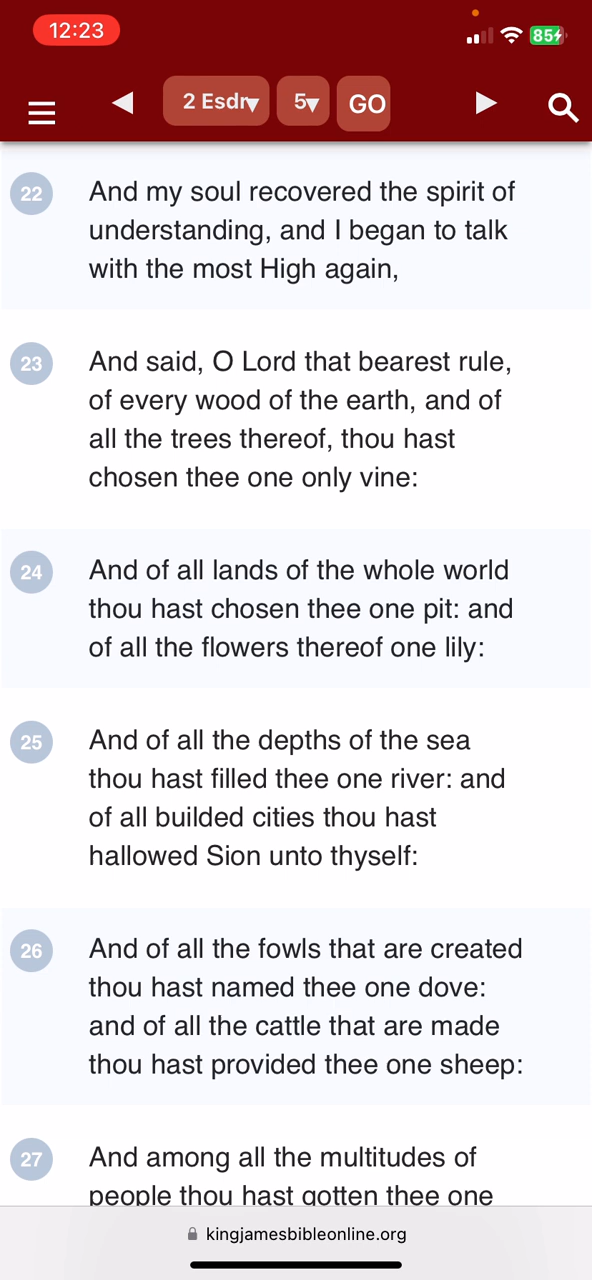 12:23
85
2 Esdr
5
GO
22
And my soul recovered the spirit of
understanding, and I began to talk
with the most High again,
23
And said, O Lord that bearest rule,
of every wood of the earth, and of
all the trees thereof, thou hast
chosen thee one only vine:
24
And of all lands of the whole world
thou hast chosen thee one pit: and
of all the flowers thereof one lily:
25
And of all the depths of the sea
thou hast filled thee one river: and
of all builded cities thou hast
hallowed Sion unto thyself:
26
And of all the fowls that are created
thou hast named thee one dove:
and of all the cattle that are made
thou hast provided thee one sheep:
27
And among all the multitudes of
people thou hast gotten thee one
kingjamesbibleonline.org